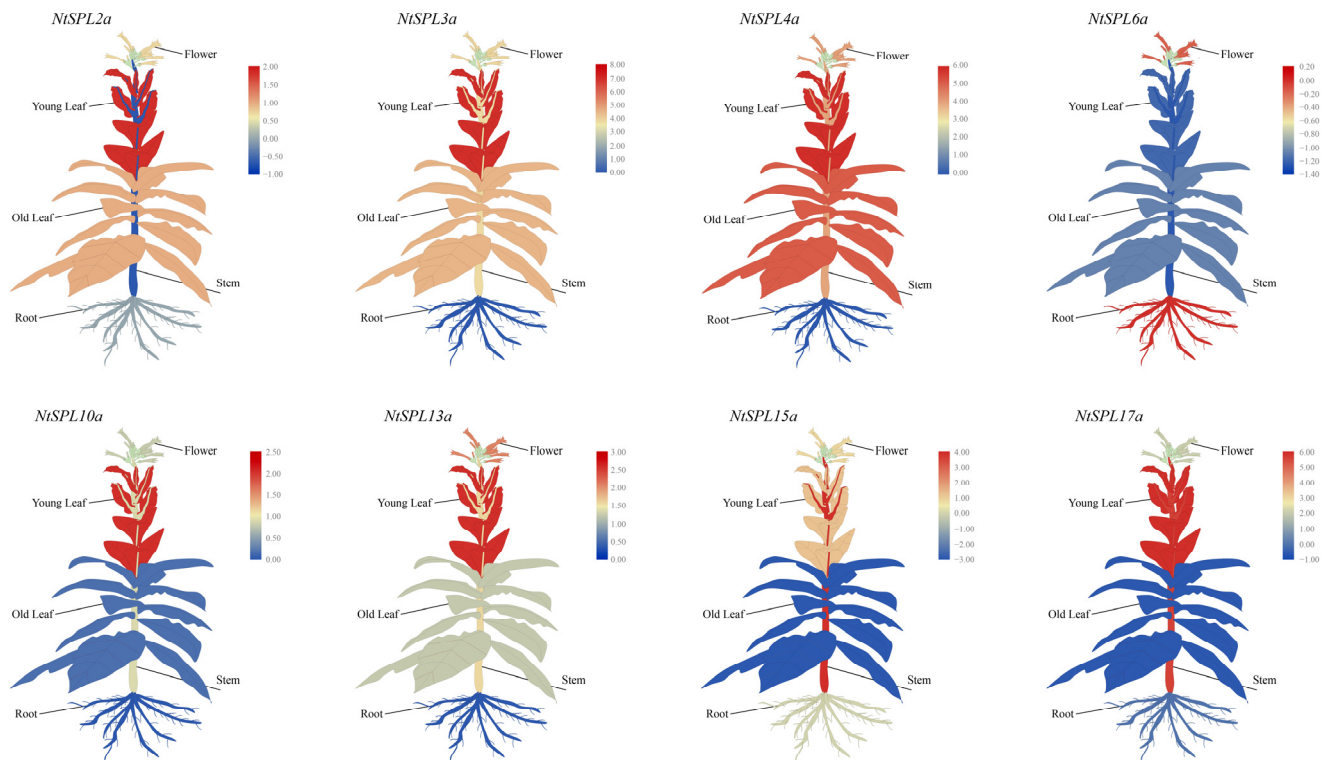 NtSPL2a
Flower
2.00
1.50
1.00
0.50
0.00
−0.50
−1.00
Young Leaf
Old Leaf
Stem
Root
NtSPL3a
Flower
8.00
7.00
6.00
5.00
4.00
3.00
2.00
1.00
0.00
Young Leaf
Old Leaf
Stem
Root
NtSPL4a
Flower
6.00
5.00
4.00
3.00
2.00
1.00
0.00
Young Leaf
Old Leaf
Stem
Root
NtSPL6a
Flower
0.20
0.00
−0.20
−0.40
−0.60
−0.80
−1.00
−1.20
−1.40
Young Leaf
Old Leaf
Stem
Root
NtSPL10a
Flower
2.50
2.00
1.50
1.00
0.50
0.00
Young Leaf
Old Leaf
Stem
Root
NtSPL13a
Flower
3.00
2.50
2.00
1.50
1.00
0.50
0.00
Young Leaf
Old Leaf
Stem
Root
NtSPL15a
Flower
4.00
3.00
2.00
1.00
0.00
−1.00
−2.00
−3.00
Young Leaf
Old Leaf
Stem
Root
NtSPL17a
Flower
6.00
5.00
4.00
3.00
2.00
1.00
0.00
−1.00
Young Leaf
Old Leaf
Stem
Root